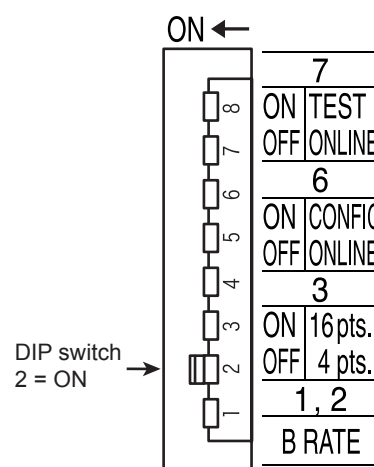 ON
7
ON TEST
OFF ONLINE
6
ON CONFIG
OFF ONLINE
3
ON 16 pts.
OFF 4 pts.
1, 2
B RATE
8
7
6
5
4
3
2
1
DIP switch
2 = ON